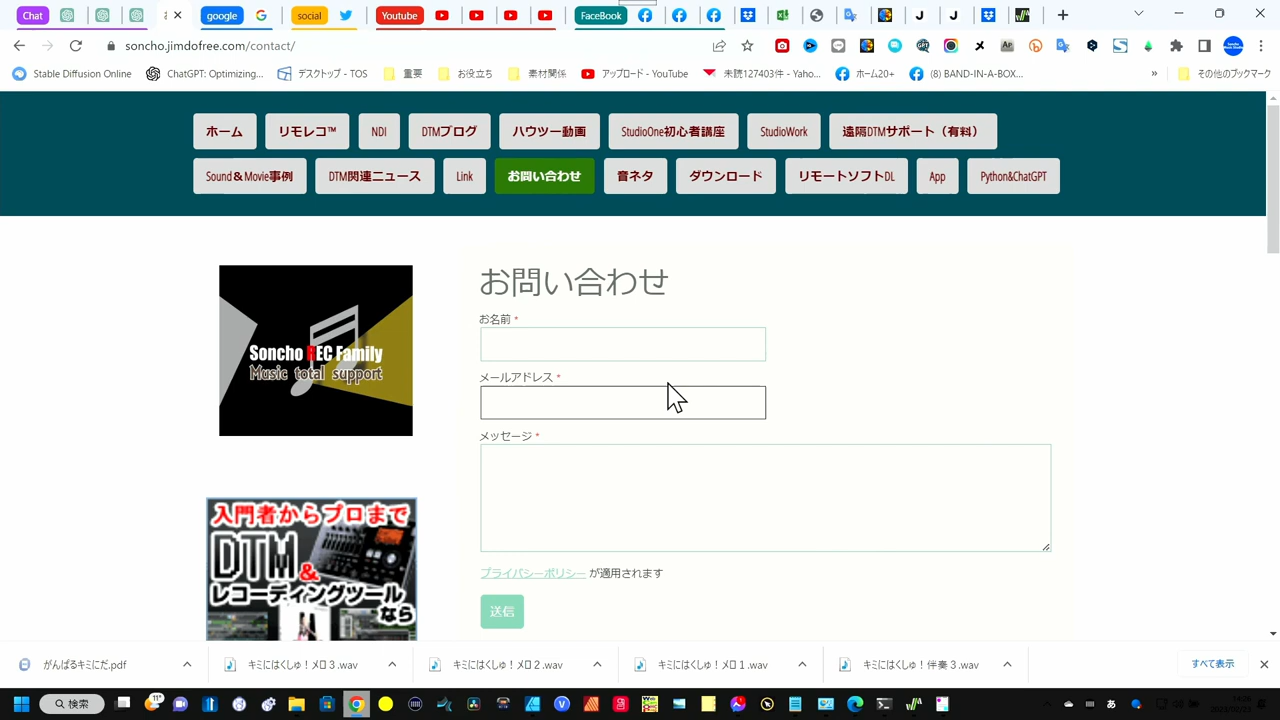 Chat
google
social
Youtube
FaceBook
soncho.jimdofree.com/contact/
Stable Diffusion Online
ChatGPT: Optimizing...
デスクトップ - TOS
重要
お役立ち
素材関係
アップロード - YouTube
未読127403件 - Yaho...
ホーム20+
(8) BAND-IN-A-BOX...
»
その他のブックマーク
ホーム
リモレコ™
NDI
DTMブログ
ハウツー動画
StudioOne初心者講座
StudioWork
遠隔DTMサポート（有料）
Sound＆Movie事例
DTM関連ニュース
Link
お問い合わせ
音ネタ
ダウンロード
リモートソフトDL
App
Python&ChatGPT
Soncho REC Family
Music total support
お問い合わせ
お名前 *
メールアドレス *
メッセージ *
プライバシーポリシー が適用されます
送信
入門者からプロまで
DTM&
レコーディングツール
なら
がんばるキミにだ.pdf
キミにはくしゅ！メロ３.wav
キミにはくしゅ！メロ２.wav
キミにはくしゅ！メロ１.wav
キミにはくしゅ！伴奏３.wav
すべて表示
検索